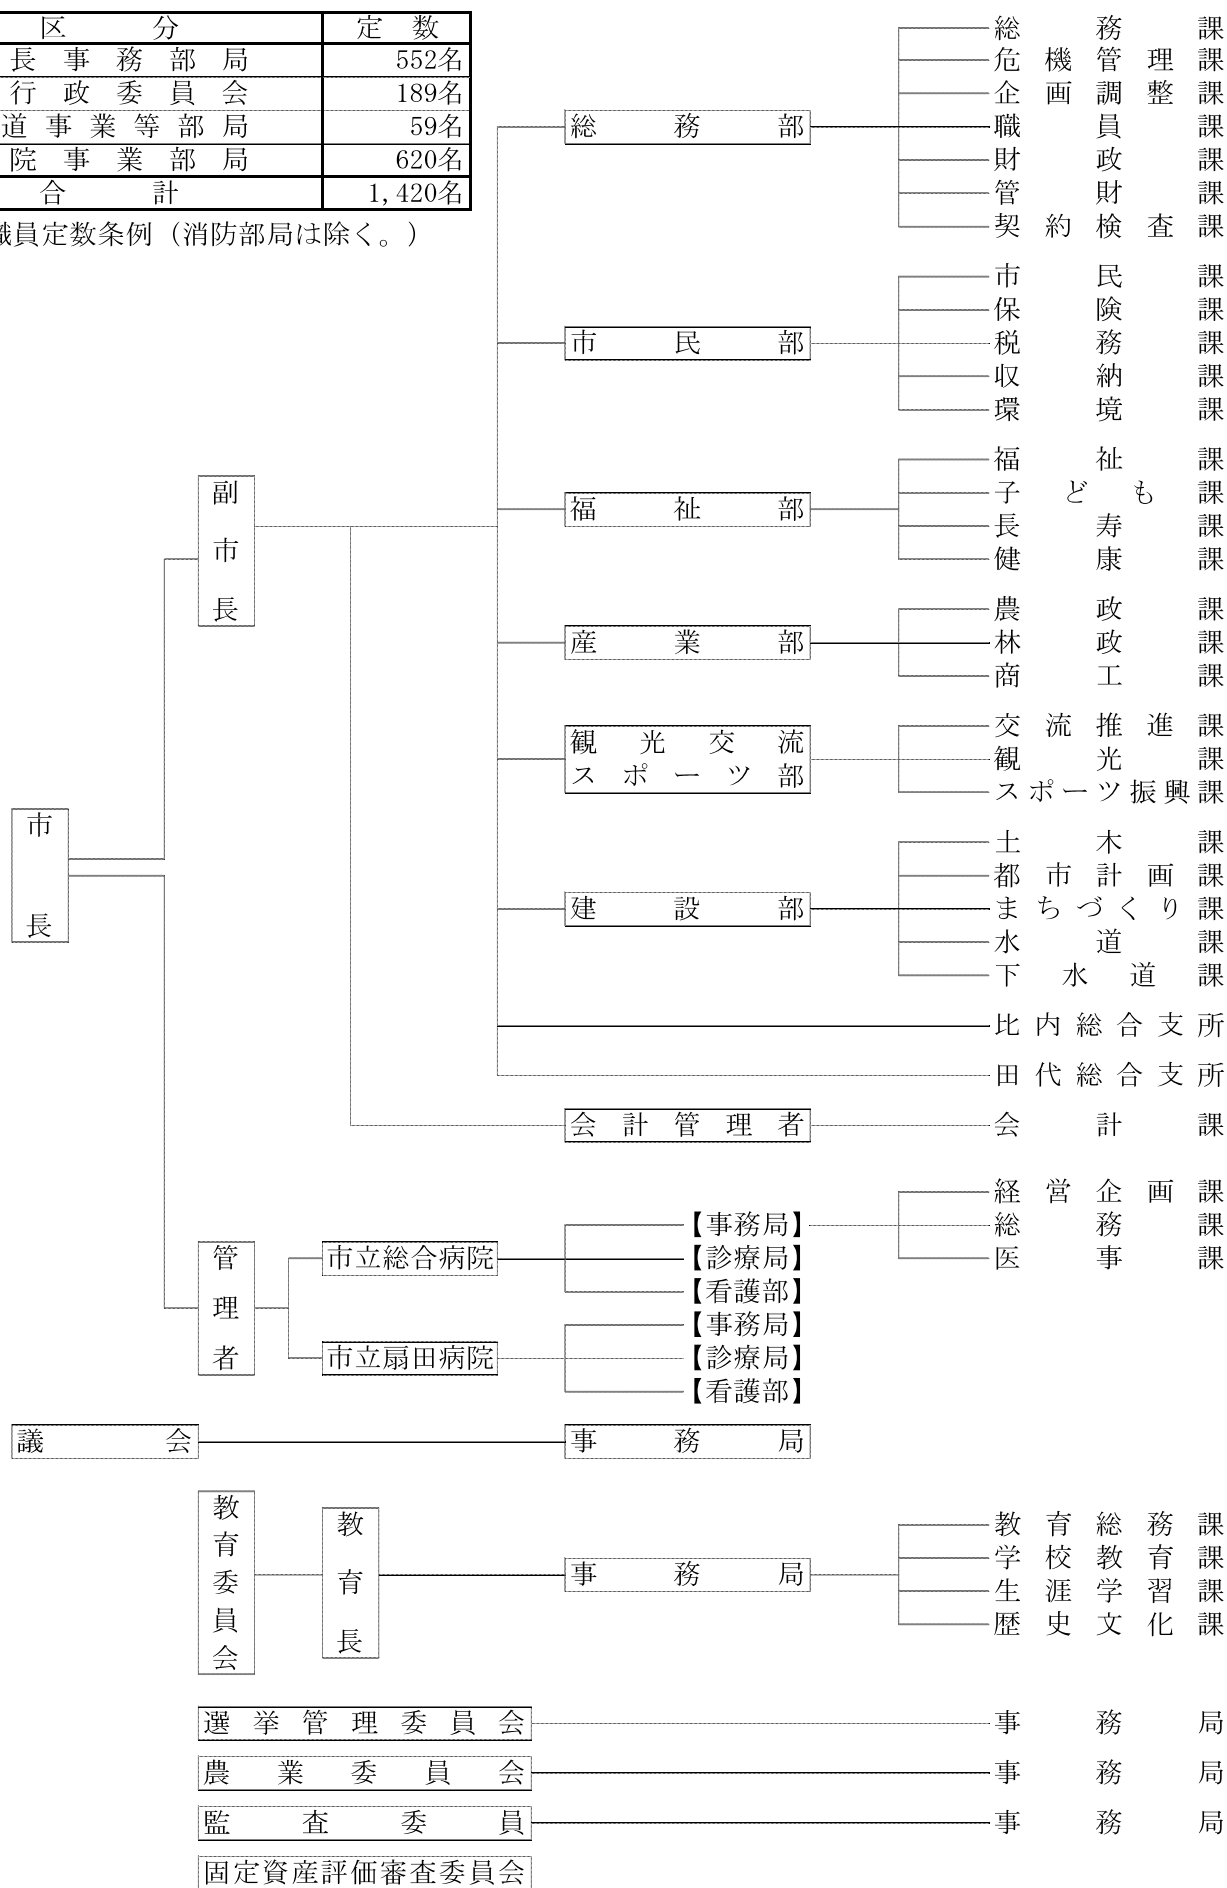 区分 定数
長事務部局 552名
行政委員会 189名
道事業等部局 59名
院事業部局 620名
合計 1,420名
職員定数条例（消防部局は除く。）
市長
副市長
総務部
総務課
危機管理課
企画調整課
職員課
財政課
管財課
契約検査課
市民部
市民課
保険課
税務課
収納課
環境課
福祉部
福祉課
子ども課
長寿課
健康課
産業部
農政課
林政課
商工課
観光交流
スポーツ部
交流推進課
観光課
スポーツ振興課
建設部
土木課
都市計画課
まちづくり課
水道課
下水道課
比内総合支所
田代総合支所
会計管理者
会計課
管理者
市立総合病院
【事務局】
【診療局】
【看護部】
経営企画課
総務課
医事課
市立扇田病院
【事務局】
【診療局】
【看護部】
議会
事務局
教育委員会
教育長
事務局
教育総務課
学校教育課
生涯学習課
歴史文化課
選挙管理委員会 事務局
農業委員会 事務局
監査委員 事務局
固定資産評価審査委員会